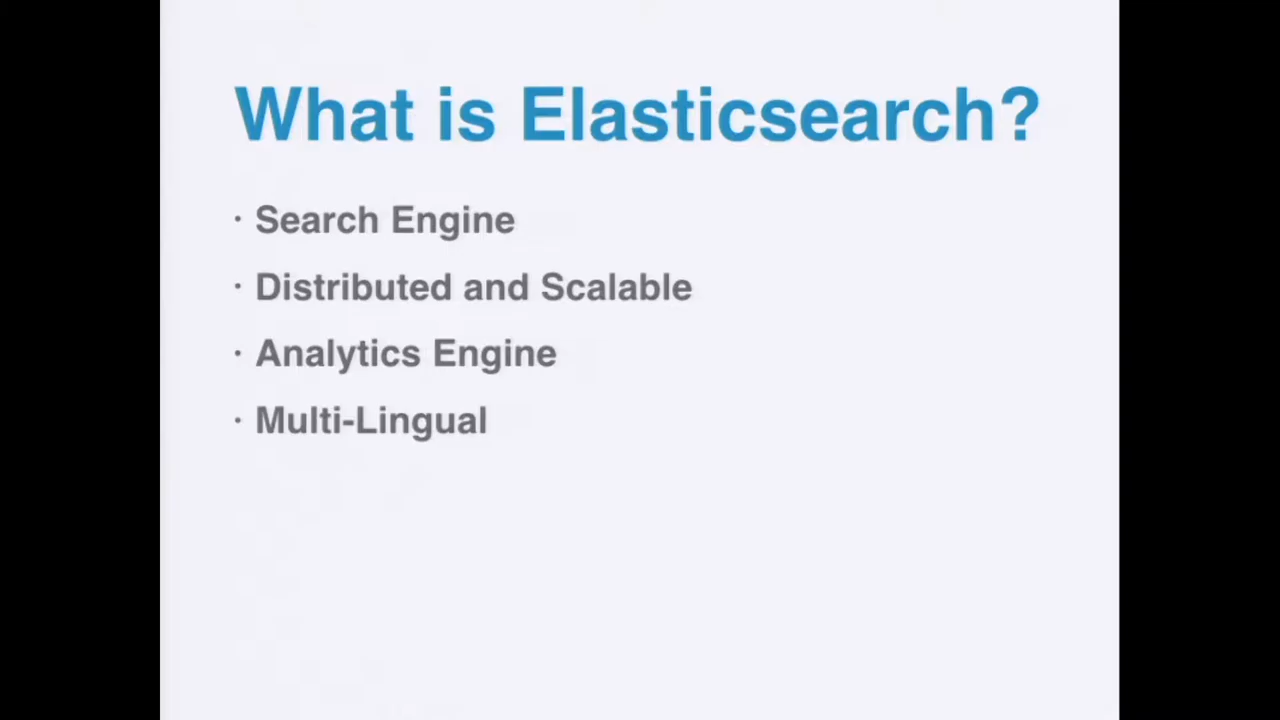 What is Elasticsearch?
· Search Engine
· Distributed and Scalable
· Analytics Engine
· Multi-Lingual